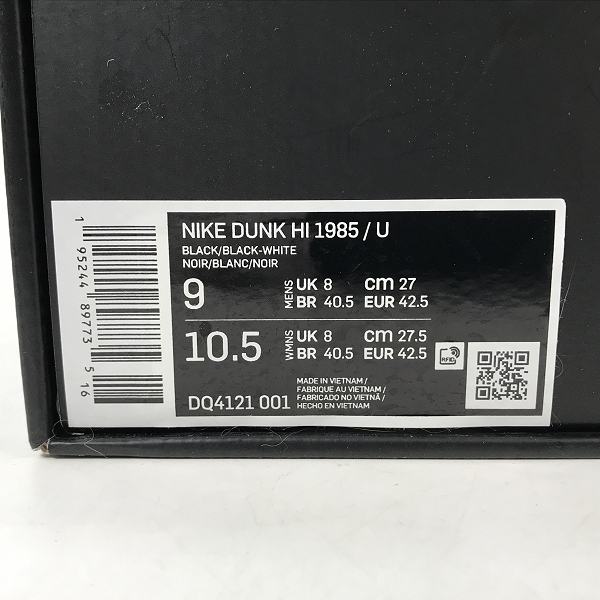 NIKE DUNK HI 1985 / U
BLACK/BLACK-WHITE
NOIR/BLANC/NOIR
9 MENS UK 8 cm 27
BR 40.5 EUR 42.5
10.5 WMNS UK 8 cm 27.5
BR 40.5 EUR 42.5
RFID
DQ4121 001
MADE IN VIETNAM /
FABRIQUE AU VIETNAM /
FABRICADO NO VIETNÃ /
HECHO EN VIETNAM
1 95244 89773 5 16